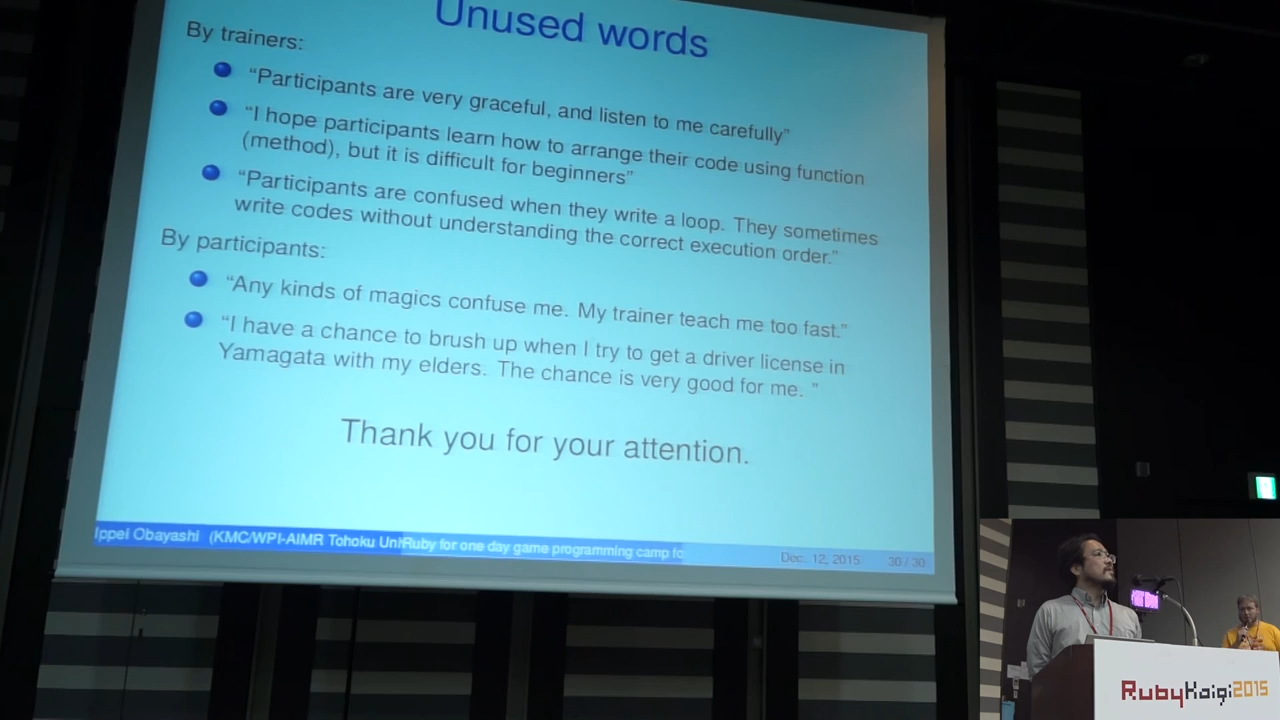 Unused words
By trainers:
“Participants are very graceful, and listen to me carefully”
“I hope participants learn how to arrange their code using function
(method), but it is difficult for beginners”
“Participants are confused when they write a loop. They sometimes
write codes without understanding the correct execution order.”
By participants:
“Any kinds of magics confuse me. My trainer teach me too fast.”
“I have a chance to brush up when I try to get a driver license in
Yamagata with my elders. The chance is very good for me. ”
Thank you for your attention.
Ippei Obayashi (KMC/WPI-AIMR Tohoku Uni Ruby for one day game programming camp fo
Dec. 12, 2015 30 / 30
RubyKaigi2015